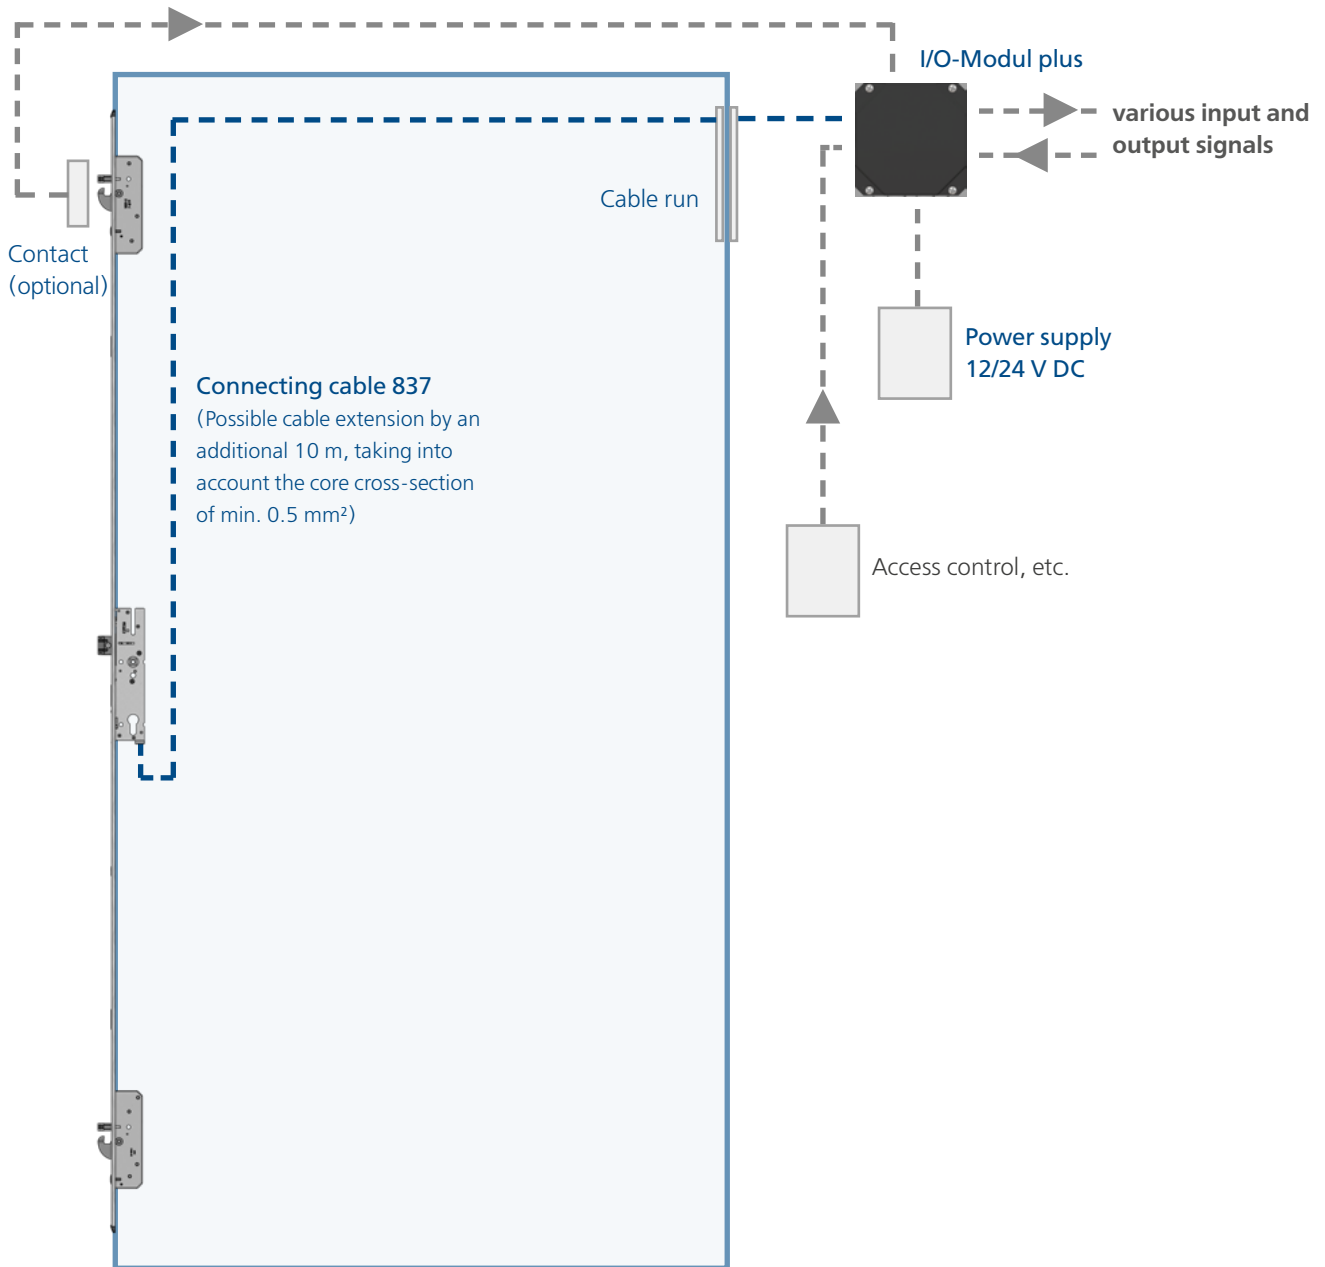 I/O-Modul plus
various input and
output signals
Cable run
Contact
(optional)
Power supply
12/24 V DC
Connecting cable 837
(Possible cable extension by an
additional 10 m, taking into
account the core cross-section
of min. 0.5 mm²)
Access control, etc.